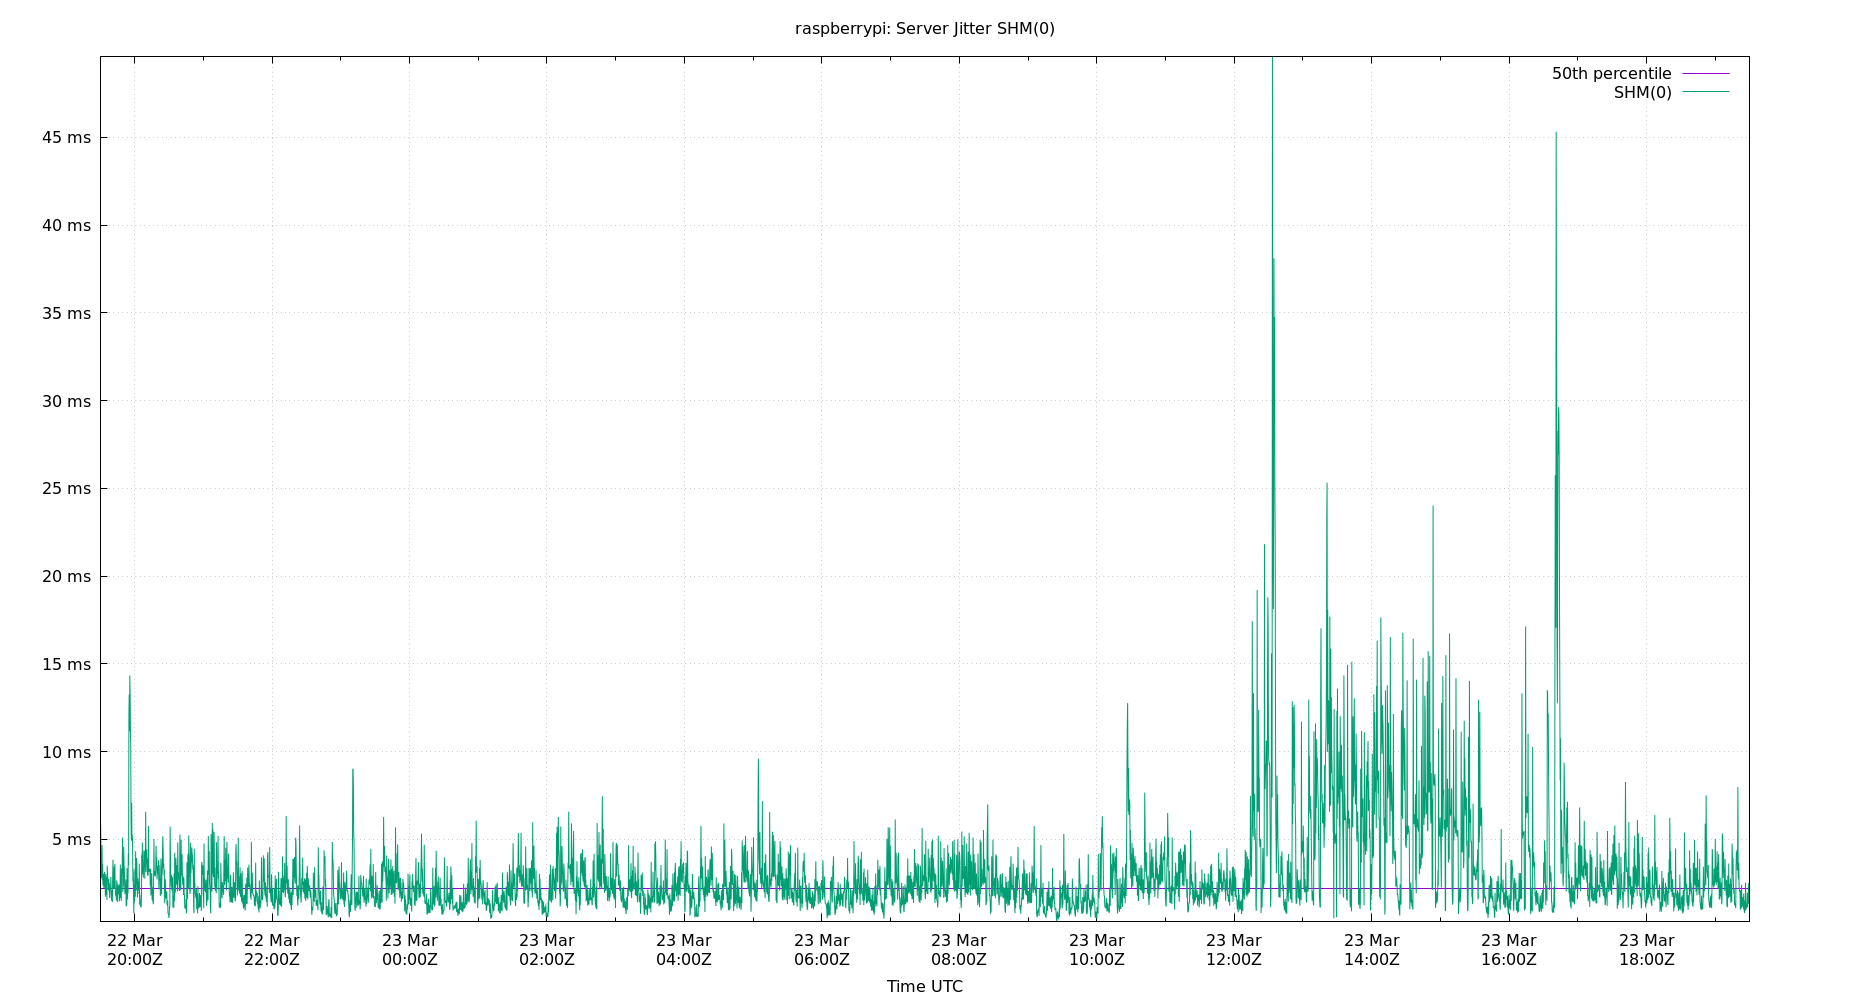 raspberrypi: Server Jitter SHM(0)
50th percentile
SHM(0)
45 ms
40 ms
35 ms
30 ms
25 ms
20 ms
15 ms
10 ms
5 ms
22 Mar 22 Mar 23 Mar 23 Mar 23 Mar 23 Mar 23 Mar 23 Mar 23 Mar 23 Mar 23 Mar 23 Mar
20:00Z 22:00Z 00:00Z 02:00Z 04:00Z 06:00Z 08:00Z 10:00Z 12:00Z 14:00Z 16:00Z 18:00Z
Time UTC